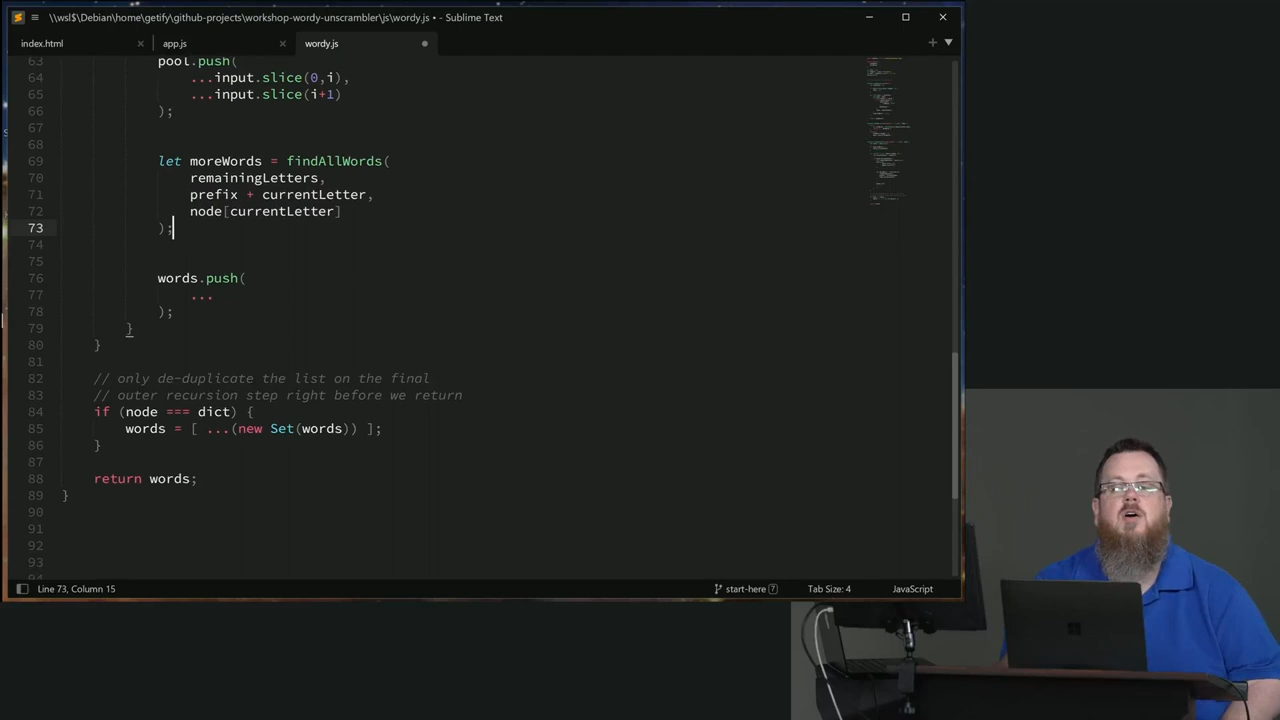 \\wsl$\Debian\home\getify\github-projects\workshop-wordy-unscrambler\js\wordy.js • - Sublime Text
index.html
app.js
wordy.js
63 pool.push(
64 ...input.slice(0,i),
65 ...input.slice(i+1)
66 );
67
68
69 let moreWords = findAllWords(
70 remainingLetters,
71 prefix + currentLetter,
72 node[currentLetter]
73 );
74
75
76 words.push(
77 ...
78 );
79 }
80 }
81
82 // only de-duplicate the list on the final
83 // outer recursion step right before we return
84 if (node === dict) {
85 words = [ ...(new Set(words)) ];
86 }
87
88 return words;
89 }
90
91
92
93
94
Line 73, Column 15
start-here 7
Tab Size: 4
JavaScript